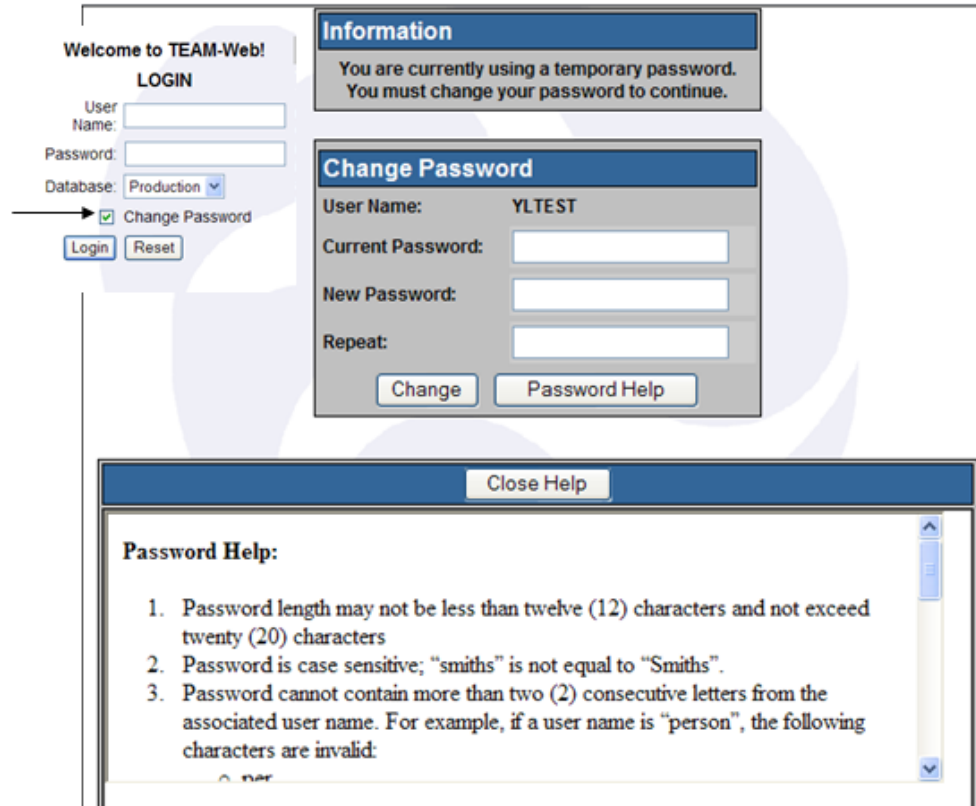 Welcome to TEAM-Web!
LOGIN
User
Name:
Password:
Database: Production
Change Password
Login Reset
Information
You are currently using a temporary password.
You must change your password to continue.
Change Password
User Name: YLTEST
Current Password:
New Password:
Repeat:
Change Password Help
Close Help
Password Help:
1. Password length may not be less than twelve (12) characters and not exceed
twenty (20) characters
2. Password is case sensitive; “smiths” is not equal to “Smiths”.
3. Password cannot contain more than two (2) consecutive letters from the
associated user name. For example, if a user name is “person”, the following
characters are invalid:
o per